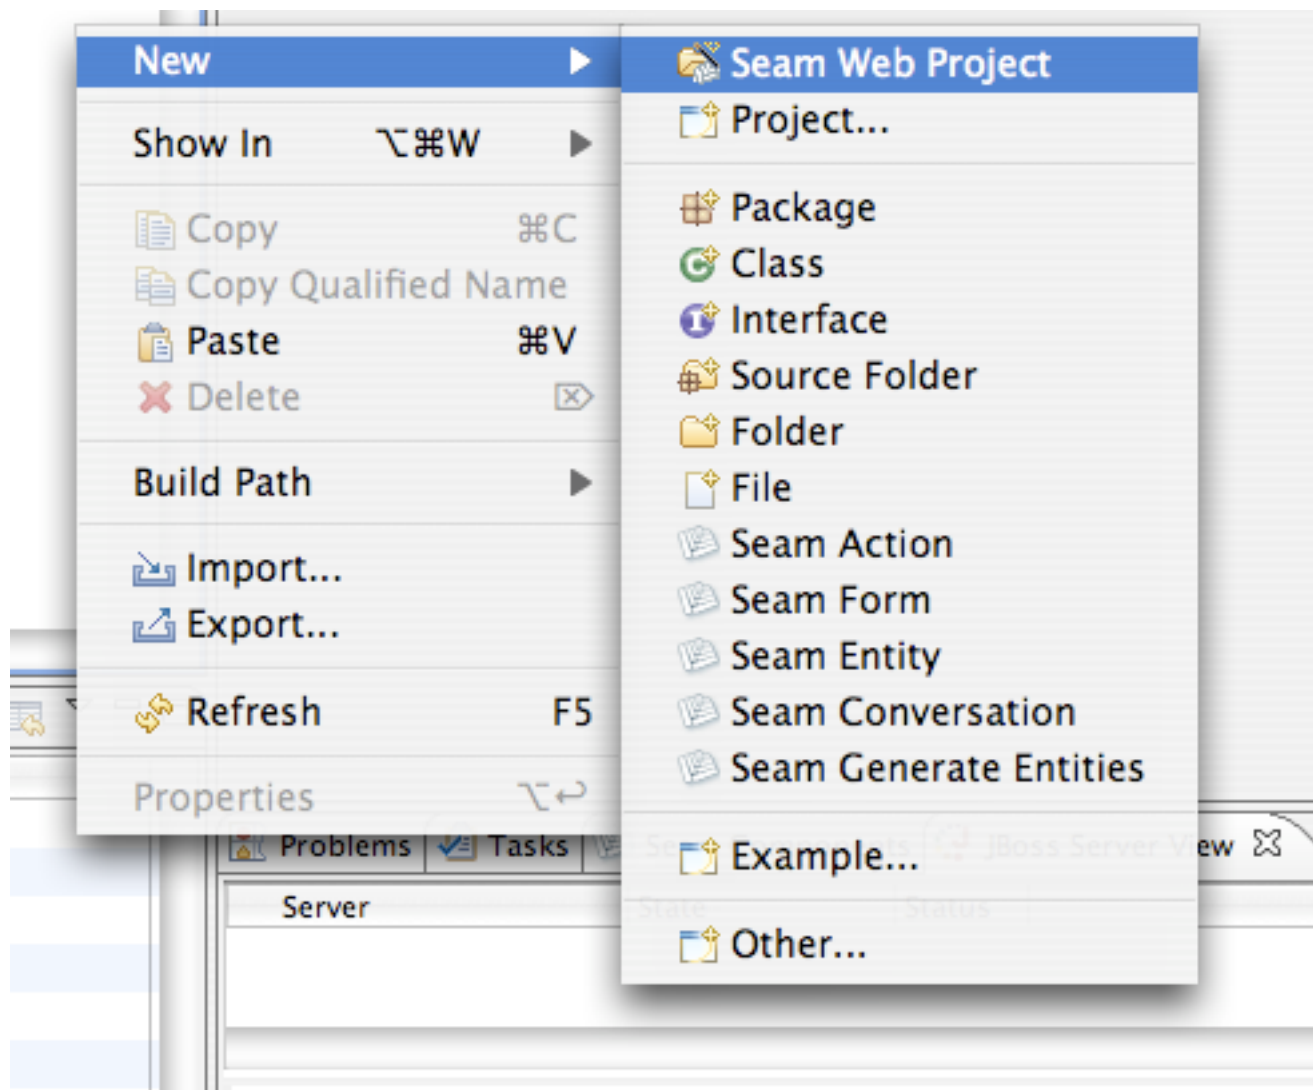 New
Show In ⌥⌘W
Copy ⌘C
Copy Qualified Name
Paste ⌘V
Delete ⌦
Build Path
Import...
Export...
Refresh F5
Properties ⌥↩
Seam Web Project
Project...
Package
Class
Interface
Source Folder
Folder
File
Seam Action
Seam Form
Seam Entity
Seam Conversation
Seam Generate Entities
Example...
Other...
Problems Tasks JBoss Server View
Server State Status